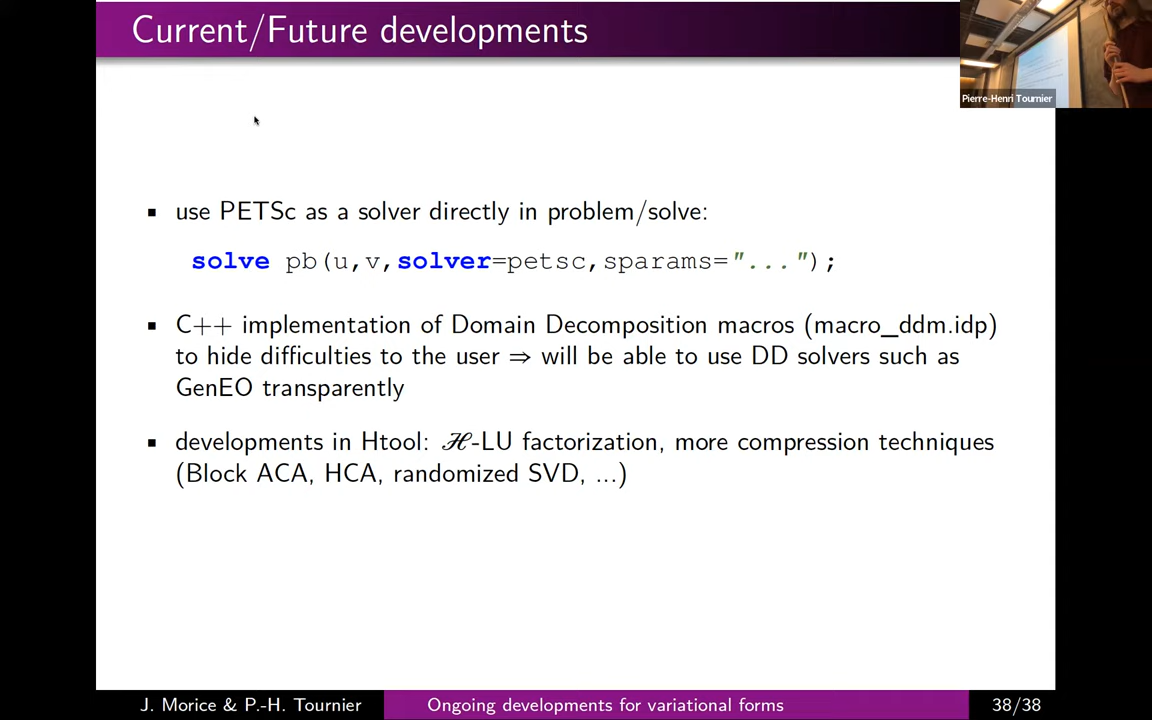 Current/Future developments
Pierre-Henri Tournier
▪ use PETSc as a solver directly in problem/solve:
solve pb(u,v,solver=petsc,sparams="...");
▪ C++ implementation of Domain Decomposition macros (macro_ddm.idp)
to hide difficulties to the user ⇒ will be able to use DD solvers such as
GenEO transparently
▪ developments in Htool: ℋ-LU factorization, more compression techniques
(Block ACA, HCA, randomized SVD, ...)
J. Morice & P.-H. Tournier
Ongoing developments for variational forms
38/38